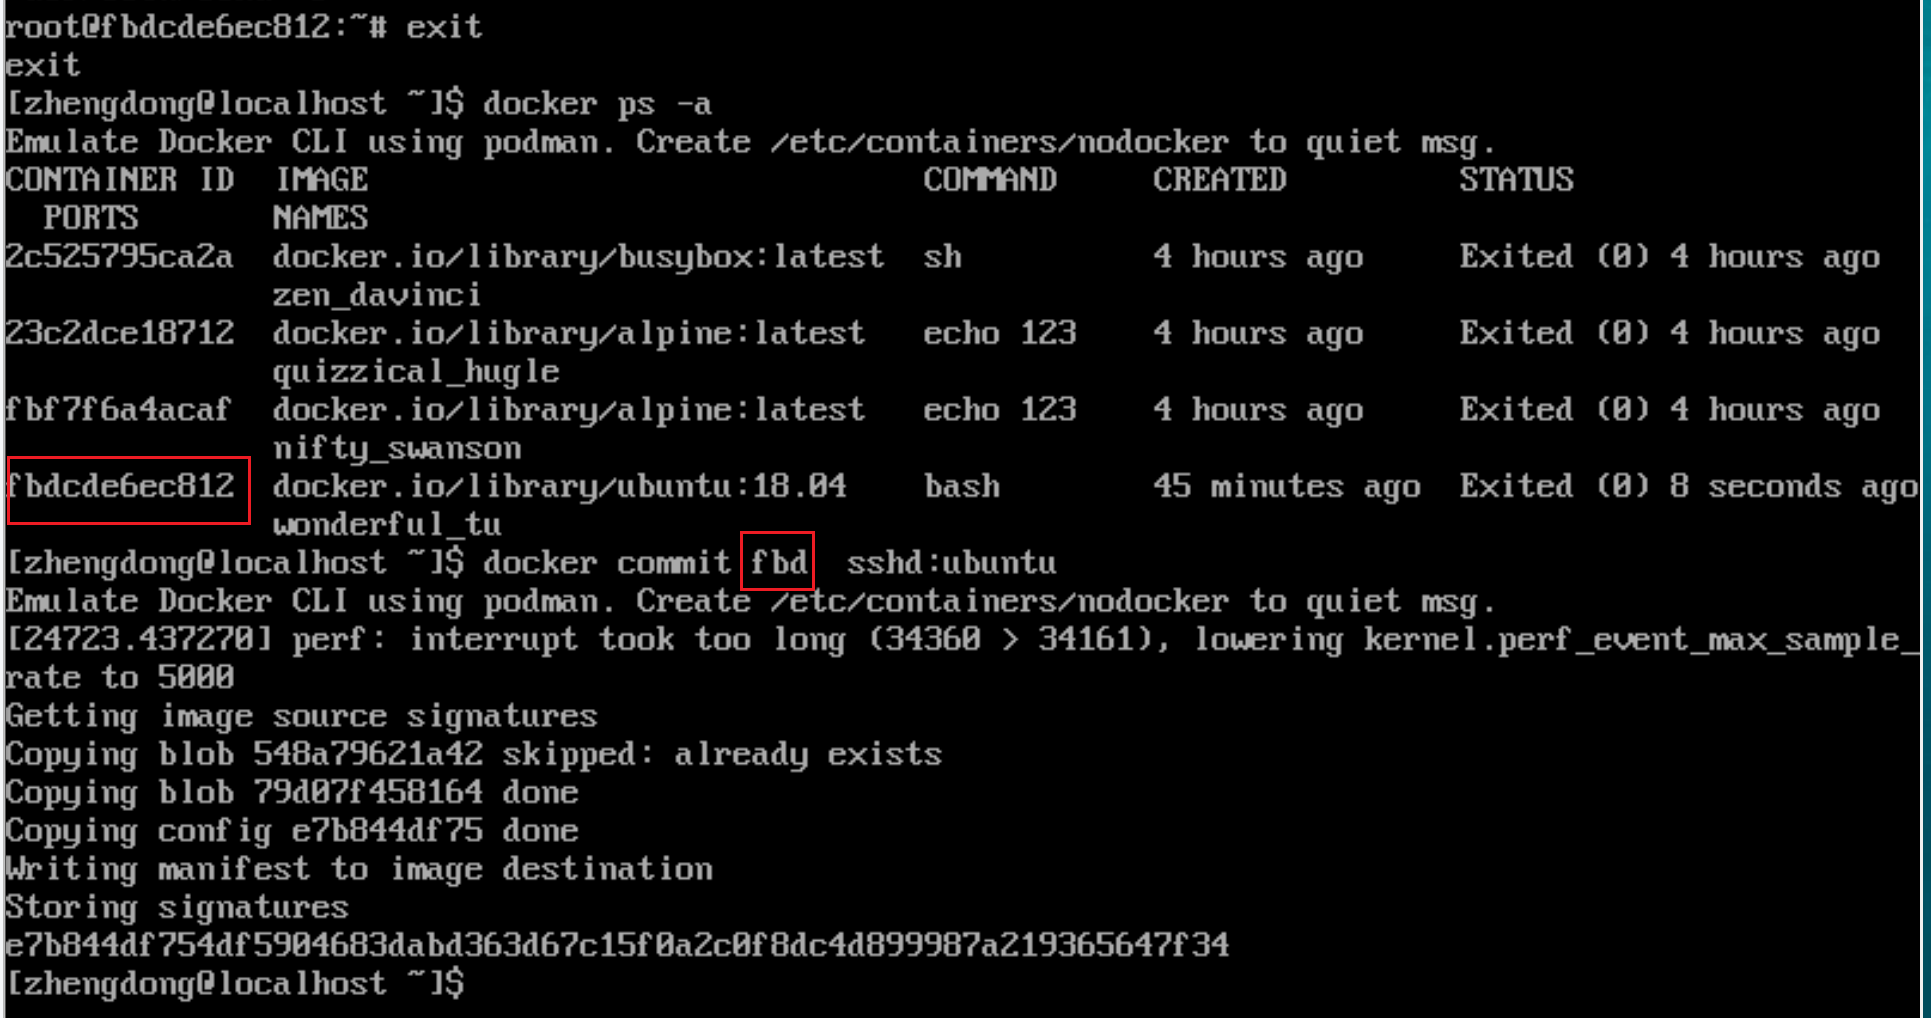 root@fbdcde6ec812:~# exit
exit
[zhengdong@localhost ~]$ docker ps -a
Emulate Docker CLI using podman. Create /etc/containers/nodocker to quiet msg.
CONTAINER ID  IMAGE                             COMMAND     CREATED         STATUS
  PORTS       NAMES
2c525795ca2a  docker.io/library/busybox:latest  sh          4 hours ago     Exited (0) 4 hours ago
              zen_davinci
23c2dce18712  docker.io/library/alpine:latest   echo 123    4 hours ago     Exited (0) 4 hours ago
              quizzical_hugle
fbf7f6a4acaf  docker.io/library/alpine:latest   echo 123    4 hours ago     Exited (0) 4 hours ago
              nifty_swanson
fbdcde6ec812  docker.io/library/ubuntu:18.04    bash        45 minutes ago  Exited (0) 8 seconds ago
              wonderful_tu
[zhengdong@localhost ~]$ docker commit fbd  sshd:ubuntu
Emulate Docker CLI using podman. Create /etc/containers/nodocker to quiet msg.
[24723.437270] perf: interrupt took too long (34360 > 34161), lowering kernel.perf_event_max_sample_
rate to 5000
Getting image source signatures
Copying blob 548a79621a42 skipped: already exists
Copying blob 79d07f458164 done
Copying config e7b844df75 done
Writing manifest to image destination
Storing signatures
e7b844df754df5904683dabd363d67c15f0a2c0f8dc4d899987a219365647f34
[zhengdong@localhost ~]$